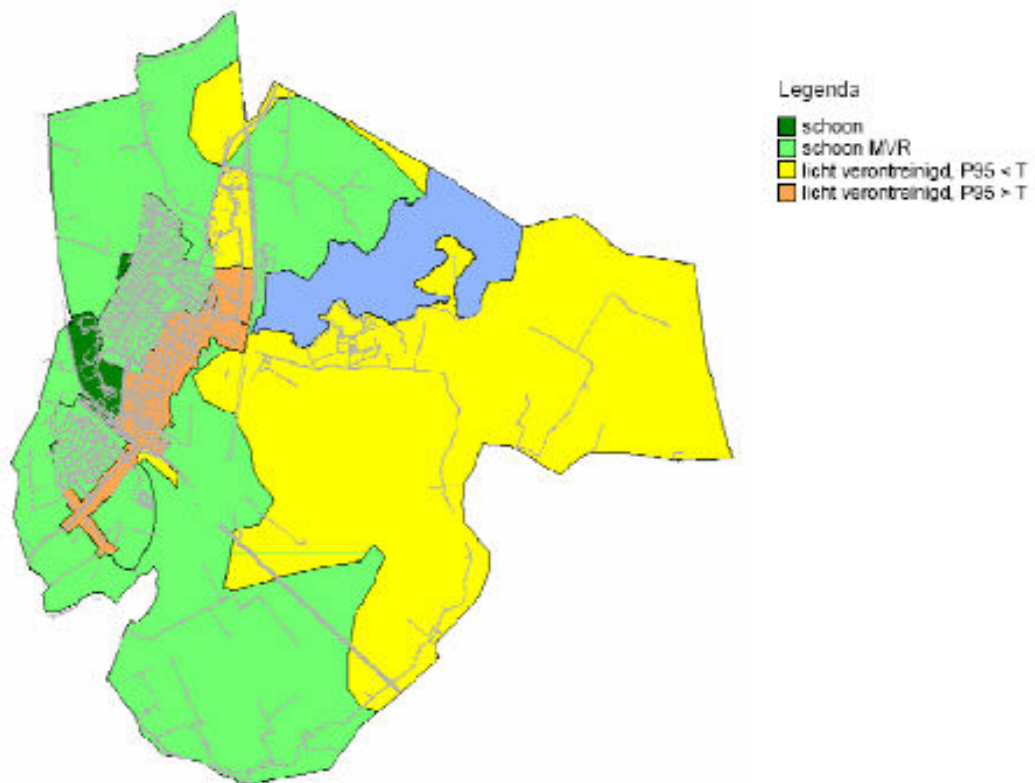 Legenda
schoon
schoon MVR
licht verontreinigd, P95 < T
licht verontreinigd, P95 > T